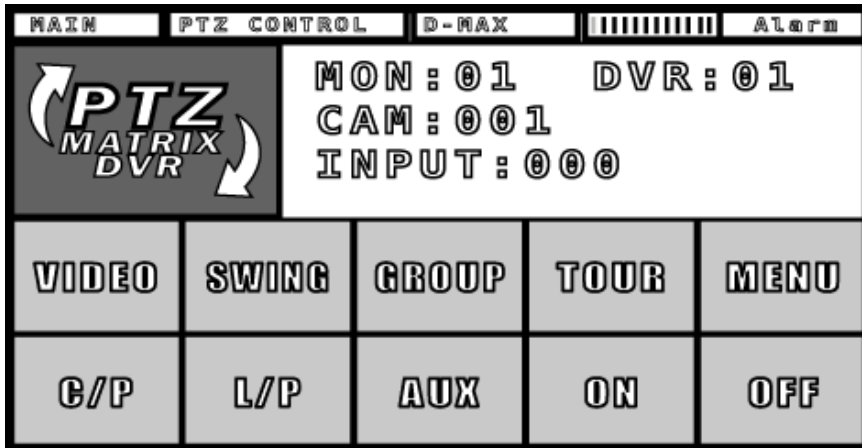 MAIN PTZ CONTROL D-MAX Alarm
PTZ
MATRIX
DVR
MON:01 DVR:01
CAM:001
INPUT:000
VIDEO SWING GROUP TOUR MENU
C/P L/P AUX ON OFF